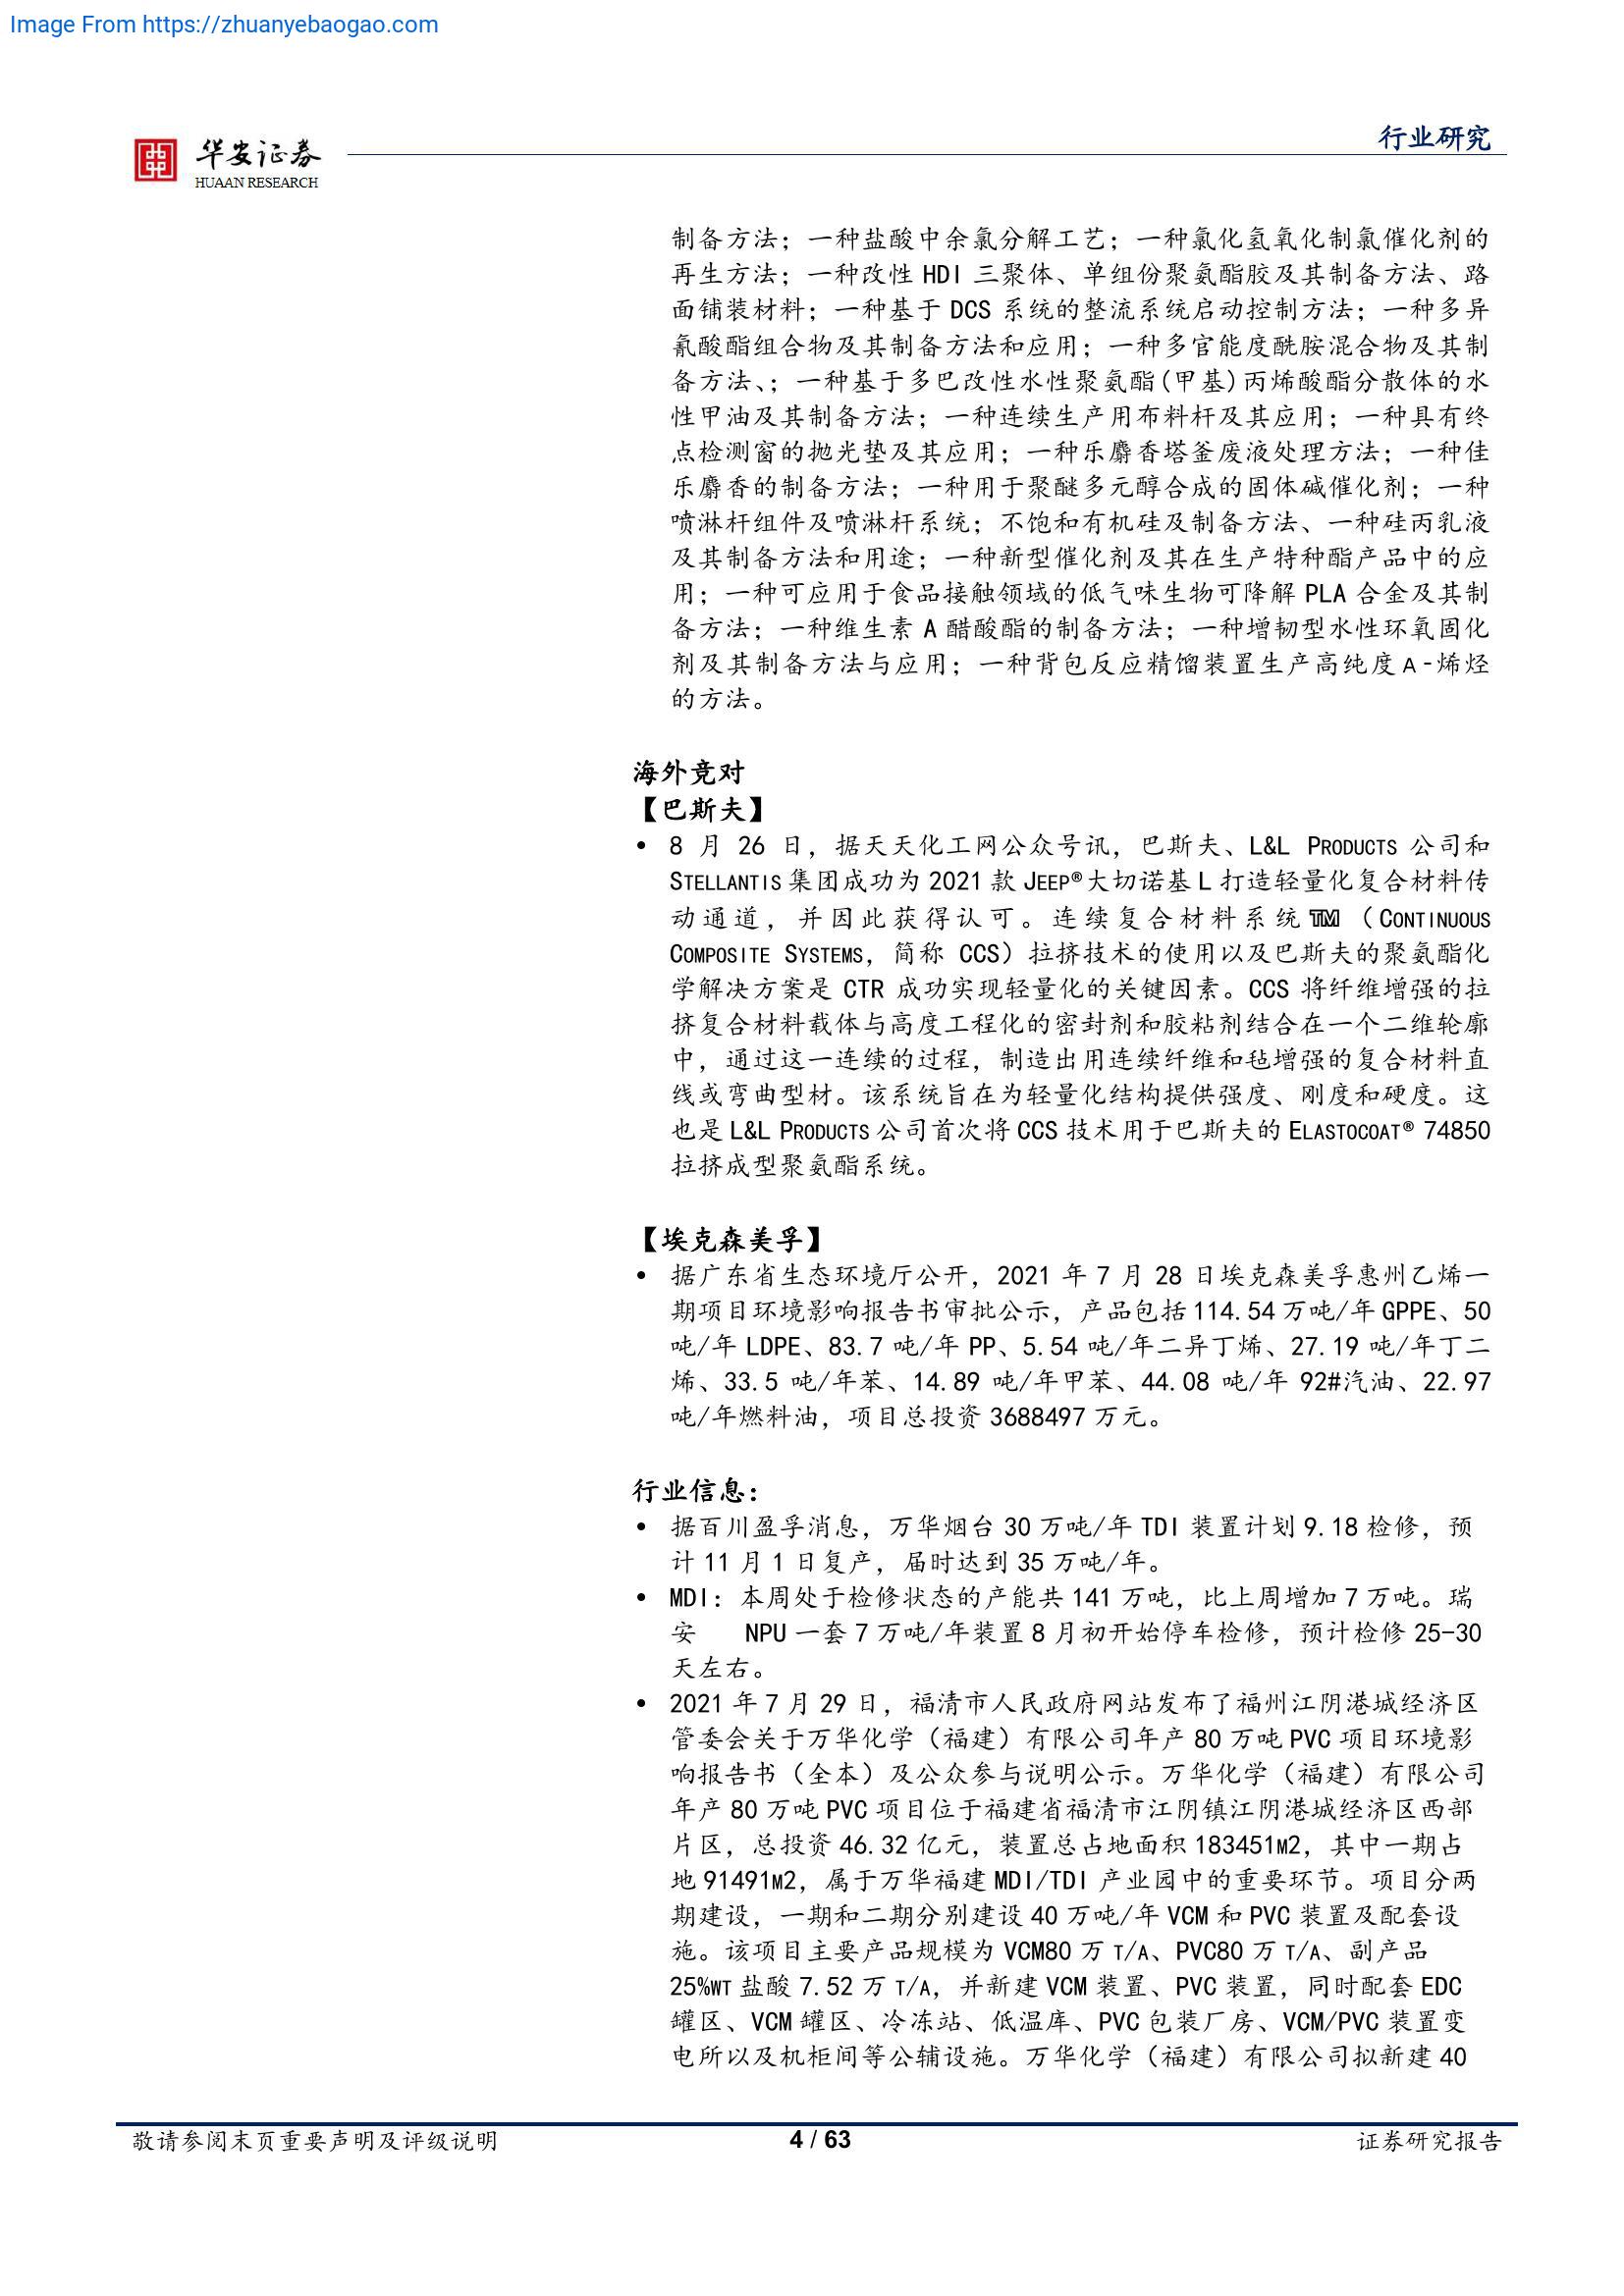 Image From https://zhuanyebaogao.com
华安证券
HUAAN RESEARCH
行业研究
制备方法；一种盐酸中余氯分解工艺；一种氯化氢氧化制氯催化剂的
再生方法；一种改性 HDI 三聚体、单组份聚氨酯胶及其制备方法、路
面铺装材料；一种基于 DCS 系统的整流系统启动控制方法；一种多异
氰酸酯组合物及其制备方法和应用；一种多官能度酰胺混合物及其制
备方法、；一种基于多巴改性水性聚氨酯(甲基)丙烯酸酯分散体的水
性甲油及其制备方法；一种连续生产用布料杆及其应用；一种具有终
点检测窗的抛光垫及其应用；一种乐麝香塔釜废液处理方法；一种佳
乐麝香的制备方法；一种用于聚醚多元醇合成的固体碱催化剂；一种
喷淋杆组件及喷淋杆系统；不饱和有机硅及制备方法、一种硅丙乳液
及其制备方法和用途；一种新型催化剂及其在生产特种酯产品中的应
用；一种可应用于食品接触领域的低气味生物可降解 PLA 合金及其制
备方法；一种维生素 A 醋酸酯的制备方法；一种增韧型水性环氧固化
剂及其制备方法与应用；一种背包反应精馏装置生产高纯度 Α-烯烃
的方法。
海外竞对
【巴斯夫】
• 8 月 26 日，据天天化工网公众号讯，巴斯夫、L&L PRODUCTS 公司和
STELLANTIS 集团成功为 2021 款 JEEP®大切诺基 L 打造轻量化复合材料传
动通道，并因此获得认可。连续复合材料系统™（CONTINUOUS
COMPOSITE SYSTEMS，简称 CCS）拉挤技术的使用以及巴斯夫的聚氨酯化
学解决方案是 CTR 成功实现轻量化的关键因素。CCS 将纤维增强的拉
挤复合材料载体与高度工程化的密封剂和胶粘剂结合在一个二维轮廓
中，通过这一连续的过程，制造出用连续纤维和毡增强的复合材料直
线或弯曲型材。该系统旨在为轻量化结构提供强度、刚度和硬度。这
也是 L&L PRODUCTS 公司首次将 CCS 技术用于巴斯夫的 ELASTOCOAT® 74850
拉挤成型聚氨酯系统。
【埃克森美孚】
• 据广东省生态环境厅公开，2021 年 7 月 28 日埃克森美孚惠州乙烯一
期项目环境影响报告书审批公示，产品包括 114.54 万吨/年 GPPE、50
吨/年 LDPE、83.7 吨/年 PP、5.54 吨/年二异丁烯、27.19 吨/年丁二
烯、33.5 吨/年苯、14.89 吨/年甲苯、44.08 吨/年 92#汽油、22.97
吨/年燃料油，项目总投资 3688497 万元。
行业信息：
• 据百川盈孚消息，万华烟台 30 万吨/年 TDI 装置计划 9.18 检修，预
计 11 月 1 日复产，届时达到 35 万吨/年。
• MDI：本周处于检修状态的产能共 141 万吨，比上周增加 7 万吨。瑞
安 NPU 一套 7 万吨/年装置 8 月初开始停车检修，预计检修 25-30
天左右。
• 2021 年 7 月 29 日，福清市人民政府网站发布了福州江阴港城经济区
管委会关于万华化学（福建）有限公司年产 80 万吨 PVC 项目环境影
响报告书（全本）及公众参与说明公示。万华化学（福建）有限公司
年产 80 万吨 PVC 项目位于福建省福清市江阴镇江阴港城经济区西部
片区，总投资 46.32 亿元，装置总占地面积 183451M2，其中一期占
地 91491M2，属于万华福建 MDI/TDI 产业园中的重要环节。项目分两
期建设，一期和二期分别建设 40 万吨/年 VCM 和 PVC 装置及配套设
施。该项目主要产品规模为 VCM80 万 T/A、PVC80 万 T/A、副产品
25%WT 盐酸 7.52 万 T/A，并新建 VCM 装置、PVC 装置，同时配套 EDC
罐区、VCM 罐区、冷冻站、低温库、PVC 包装厂房、VCM/PVC 装置变
电所以及机柜间等公辅设施。万华化学（福建）有限公司拟新建 40
敬请参阅末页重要声明及评级说明
4 / 63
证券研究报告